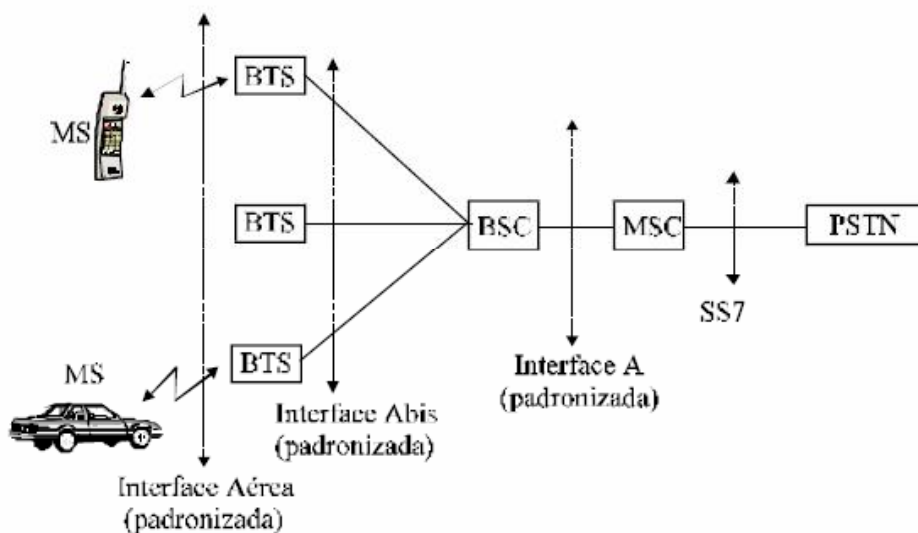 BTS
MS
BTS
BSC
MSC
PSTN
SS7
BTS
MS
Interface A
(padronizada)
Interface Abis
(padronizada)
Interface Aérea
(padronizada)